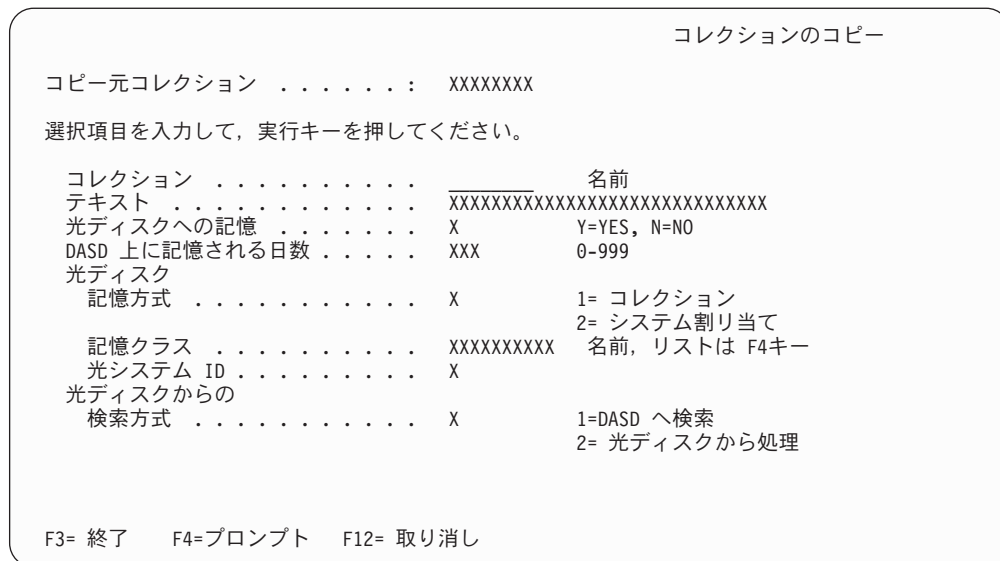 コレクションのコピー
コピー元コレクション . . . . . . : XXXXXXXX
選択項目を入力して, 実行キーを押してください。
コレクション . . . . . . . . . . ________ 名前
テキスト . . . . . . . . . . . . XXXXXXXXXXXXXXXXXXXXXXXXXXXXXX
光ディスクへの記憶 . . . . . . . X Y=YES, N=NO
DASD 上に記憶される日数 . . . . . XXX 0-999
光ディスク
記憶方式 . . . . . . . . . . . X 1= コレクション
2= システム割り当て
記憶クラス . . . . . . . . . . XXXXXXXXXX 名前, リストは F4キー
光システム ID . . . . . . . . . X
光ディスクからの
検索方式 . . . . . . . . . . . X 1=DASD へ検索
2= 光ディスクから処理
F3= 終了 F4=プロンプト F12= 取り消し